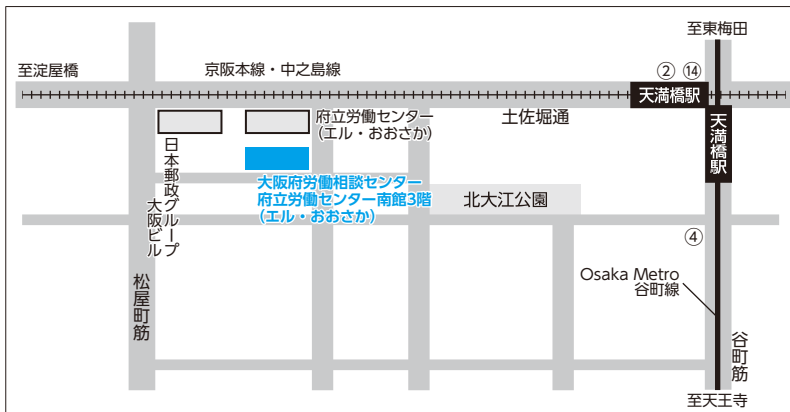 至東梅田
至淀屋橋
京阪本線・中之島線
② ⑭
天満橋駅
府立労働センター
(エル・おおさか)
土佐堀通
天満橋駅
日本郵政グループ
大阪ビル
大阪府労働相談センター
府立労働センター南館3階
(エル・おおさか)
北大江公園
④
Osaka Metro
谷町線
松屋町筋
谷町筋
至天王寺